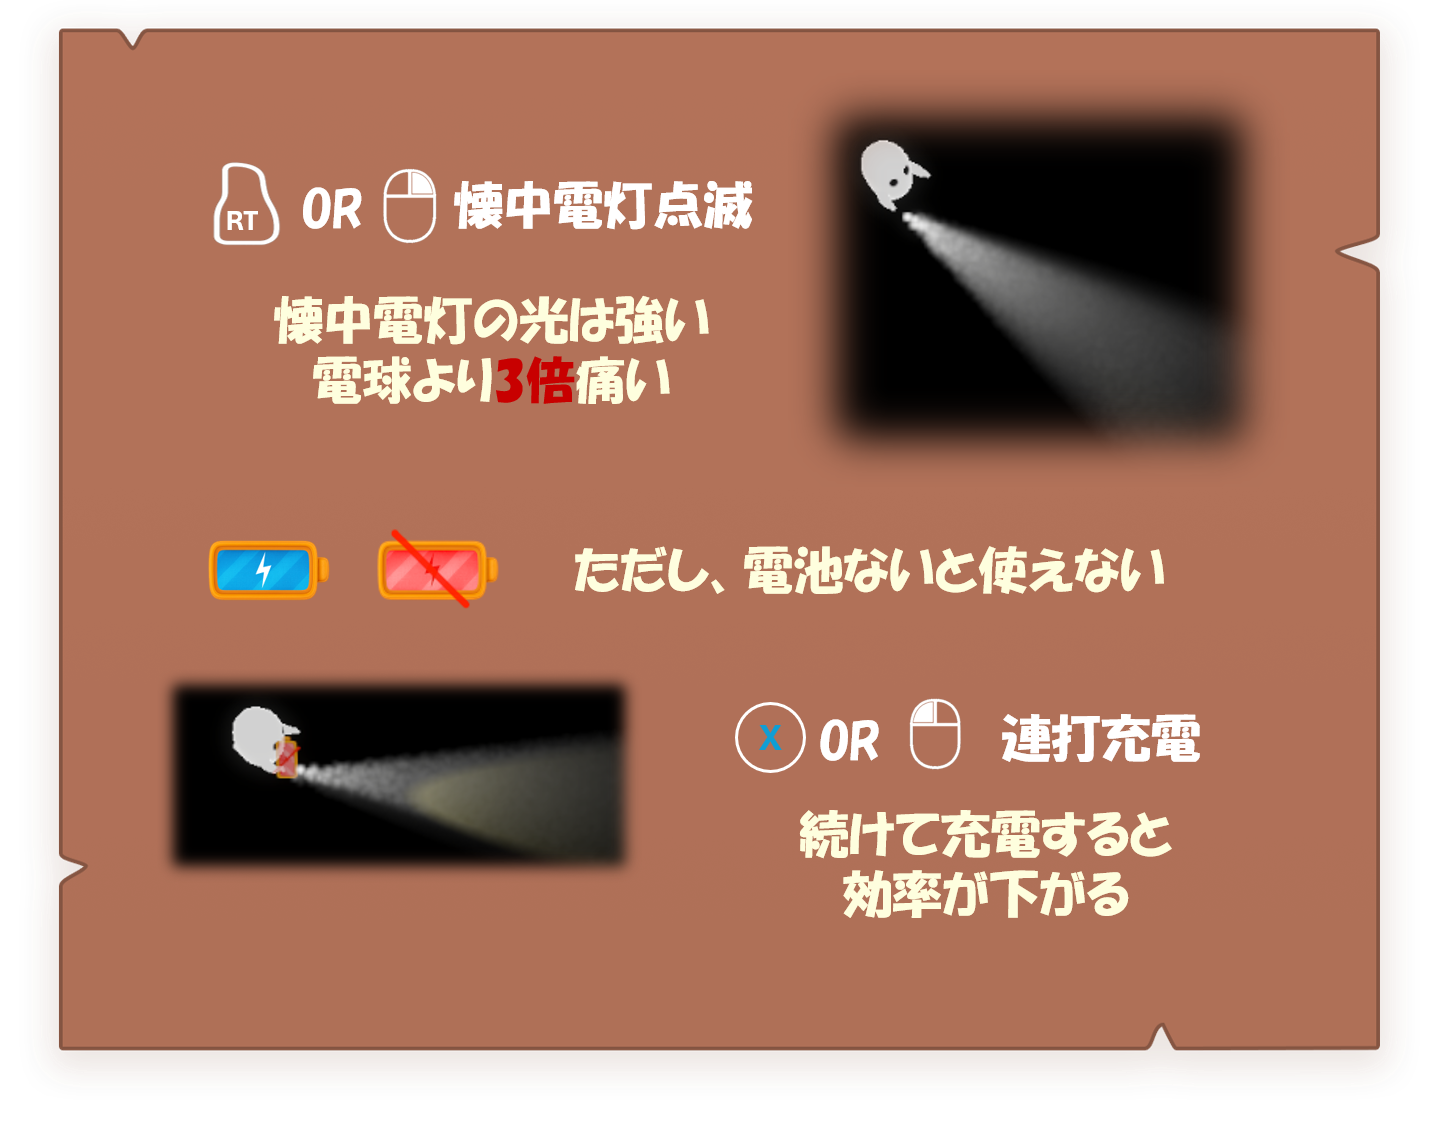 RT OR 懐中電灯点滅
懐中電灯の光は強い
電球より3倍痛い
ただし、電池ないと使えない
X OR 連打充電
続けて充電すると
効率が下がる